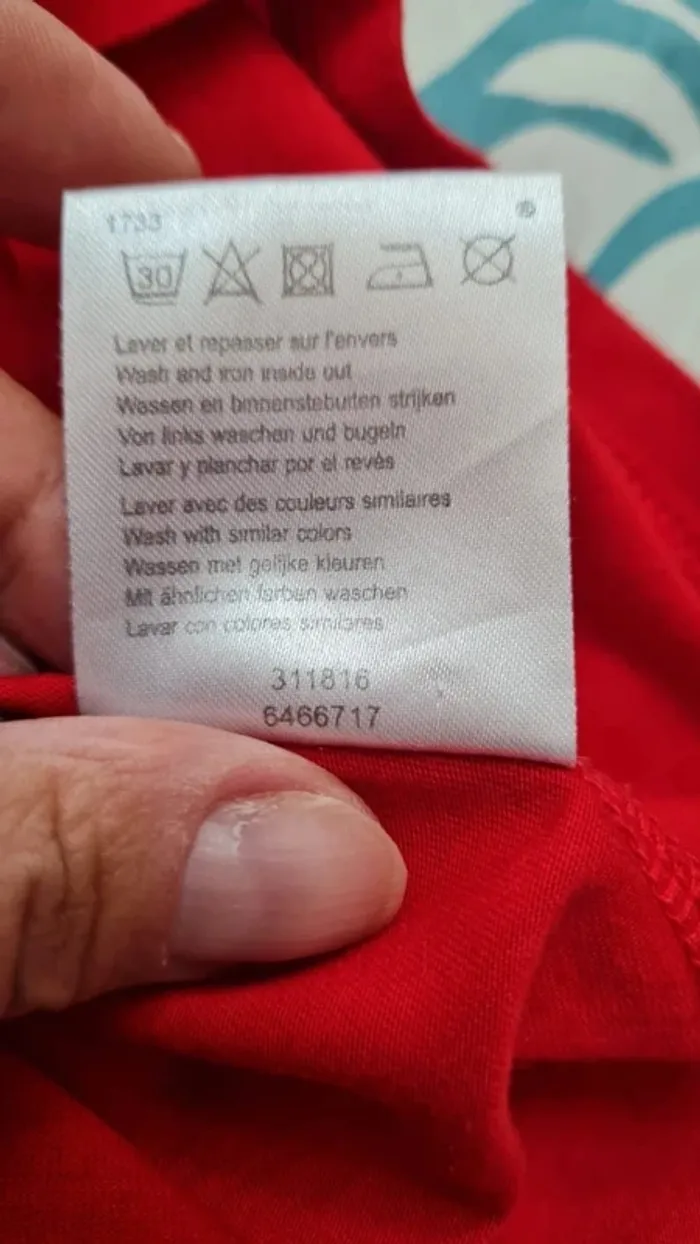 1733 ®
30
Laver et repasser sur l'envers
Wash and iron inside out
Wassen en binnenstebuiten strijken
Von links waschen und bugeln
Lavar y planchar por el revés
Laver avec des couleurs similaires
Wash with similar colors
Wassen met gelijke kleuren
Mit ähnlichen farben waschen
Lavar con colores similares
311816
6466717